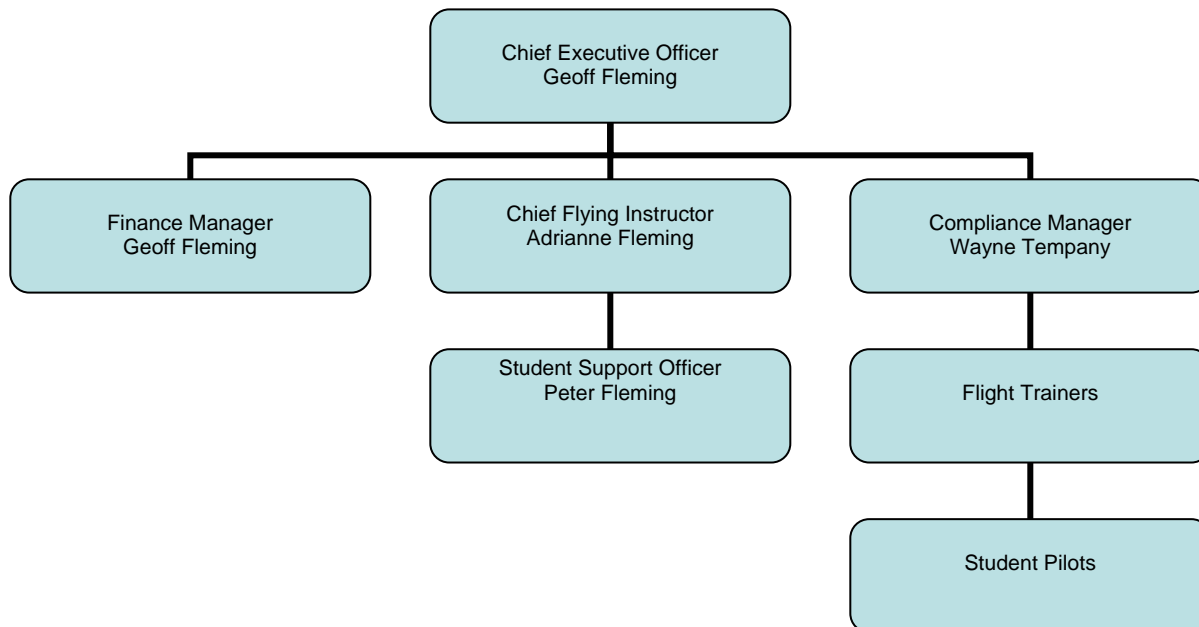 Chief Executive Officer
Geoff Fleming
Finance Manager
Geoff Fleming
Chief Flying Instructor
Adrianne Fleming
Compliance Manager
Wayne Tempany
Student Support Officer
Peter Fleming
Flight Trainers
Student Pilots